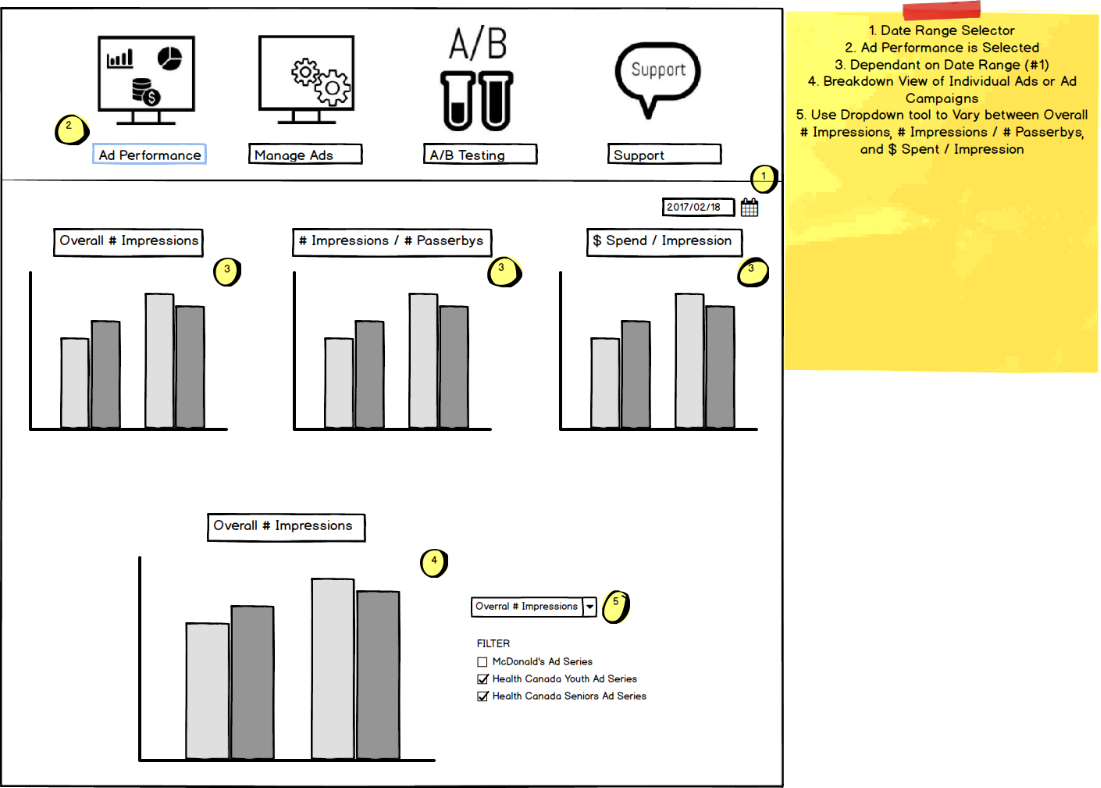 A/B
Support
2
Ad Performance
Manage Ads
A/B Testing
Support
1
2017/02/18
Overall # Impressions
# Impressions / # Passerbys
$ Spend / Impression
3
3
3
Overall # Impressions
4
Overral # Impressions
5
FILTER
McDonald's Ad Series
Health Canada Youth Ad Series
Health Canada Seniors Ad Series
1. Date Range Selector
2. Ad Performance is Selected
3. Dependant on Date Range (#1)
4. Breakdown View of Individual Ads or Ad
Campaigns
5. Use Dropdown tool to Vary between Overall
# Impressions, # Impressions / # Passerbys,
and $ Spent / Impression